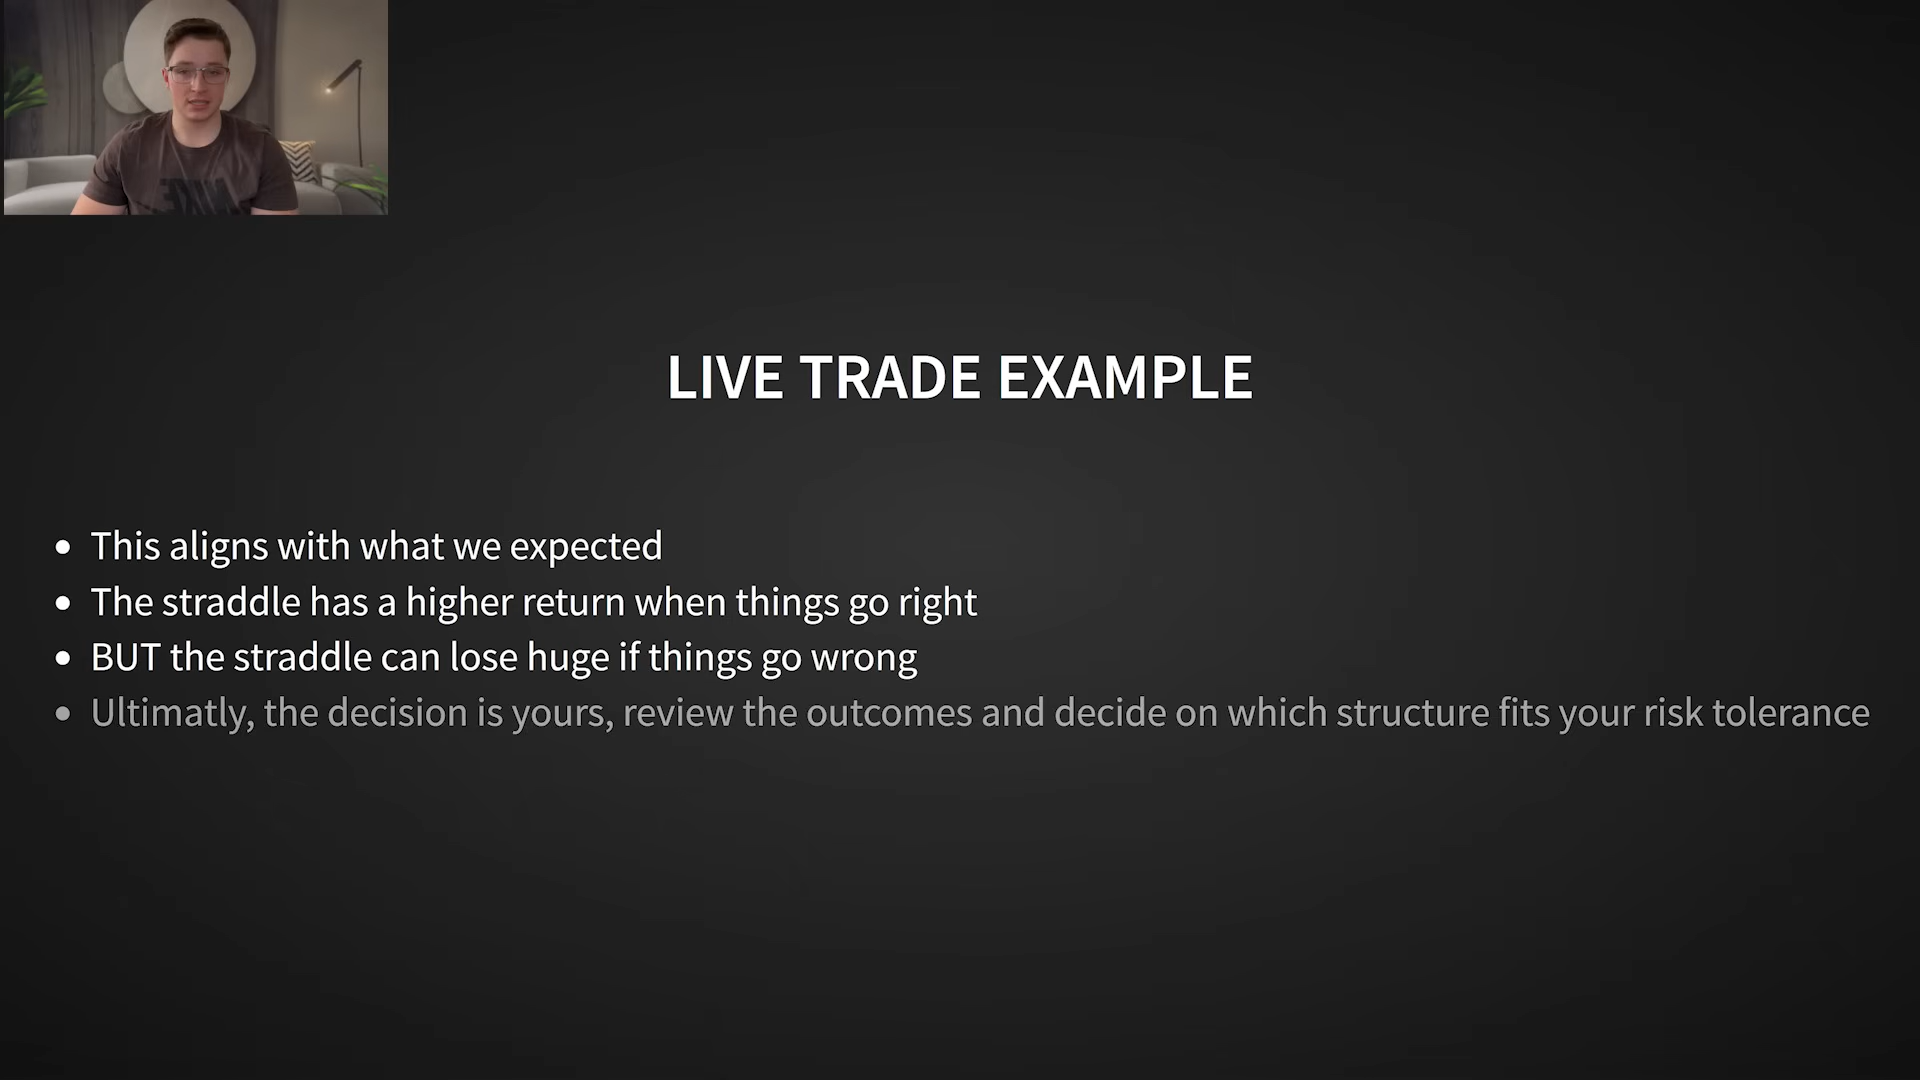 LIVE TRADE EXAMPLE
• This aligns with what we expected
• The straddle has a higher return when things go right
• BUT the straddle can lose huge if things go wrong
• Ultimatly, the decision is yours, review the outcomes and decide on which structure fits your risk tolerance